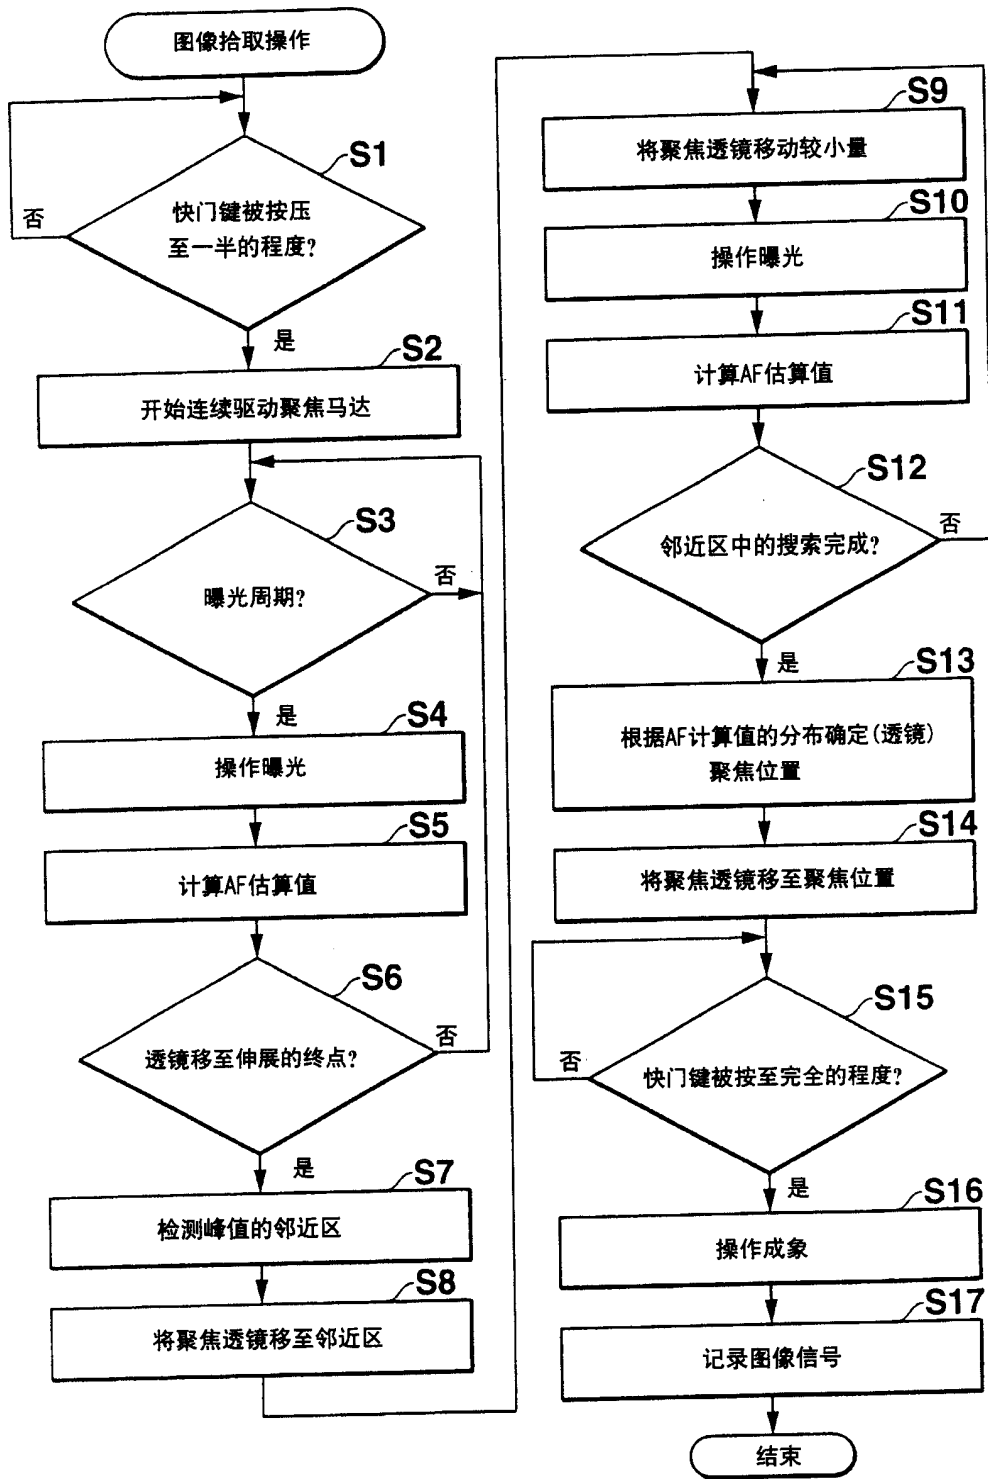 图像拾取操作
S1
快门键被按压
至一半的程度?
否
是
S2
开始连续驱动聚焦马达
S3
曝光周期?
否
是
S4
操作曝光
S5
计算AF估算值
S6
透镜移至伸展的终点?
否
是
S7
检测峰值的邻近区
S8
将聚焦透镜移至邻近区
S9
将聚焦透镜移动较小量
S10
操作曝光
S11
计算AF估算值
S12
邻近区中的搜索完成?
否
是
S13
根据AF计算值的分布确定(透镜)
聚焦位置
S14
将聚焦透镜移至聚焦位置
S15
快门键被按至完全的程度?
否
是
S16
操作成象
S17
记录图像信号
结束